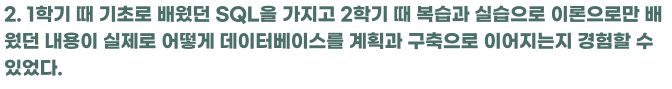 2. 1학기 때 기초로 배웠던 SQL을 가지고 2학기 때 복습과 실습으로 이론으로만 배
웠던 내용이 실제로 어떻게 데이터베이스를 계획과 구축으로 이어지는지 경험할 수
있었다.